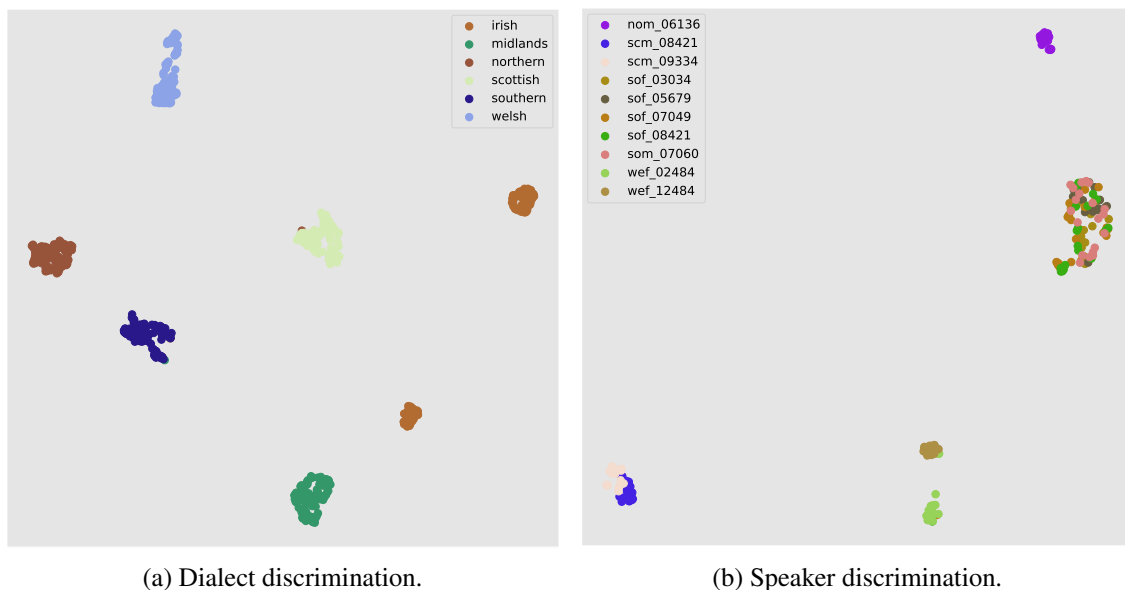 irish
midlands
northern
scottish
southern
welsh
nom_06136
scm_08421
scm_09334
sof_03034
sof_05679
sof_07049
sof_08421
som_07060
wef_02484
wef_12484
(a) Dialect discrimination.
(b) Speaker discrimination.